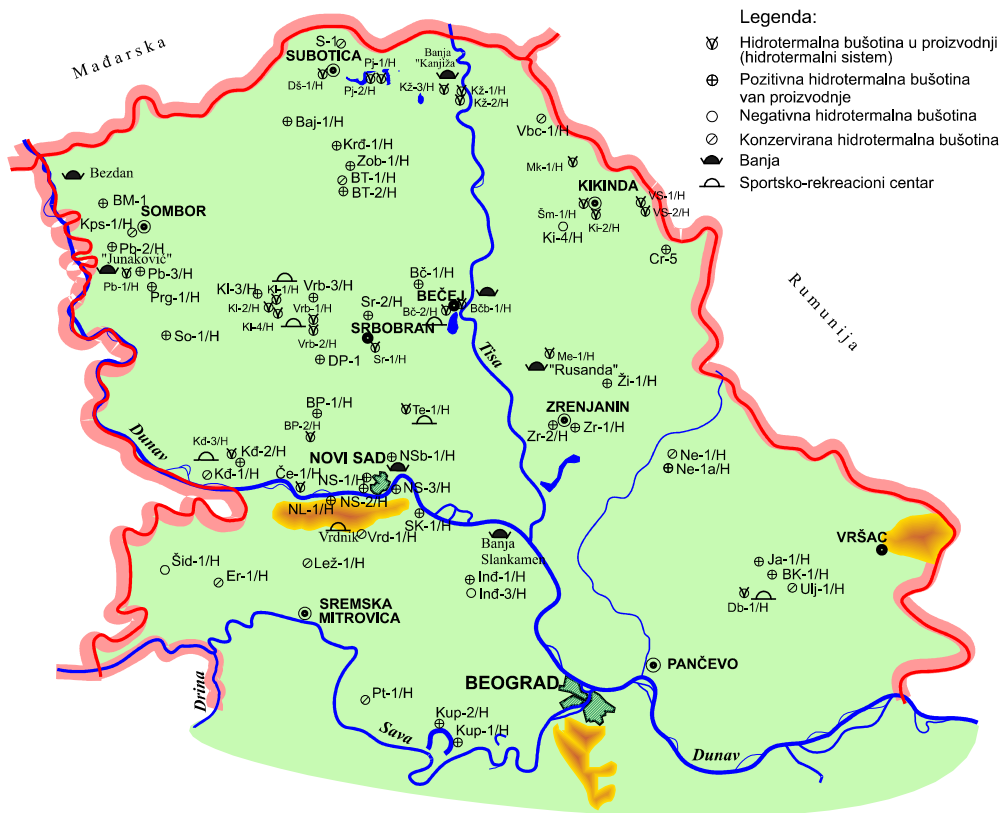 Legenda:
Hidrotermalna bušotina u proizvodnji
(hidrotermalni sistem)
Pozitivna hidrotermalna bušotina
van proizvodnje
Negativna hidrotermalna bušotina
Konzervirana hidrotermalna bušotina
Banja
Sportsko-rekreacioni centar
Mađarska
Rumunija
S-1
SUBOTICA
Pj-1/H
Dš-1/H
Pj-2/H
Banja
"Kanjiža"
Kž-3/H
Kž-1/H
Kž-2/H
Baj-1/H
Vbc-1/H
Krđ-1/H
Zob-1/H
BT-1/H
BT-2/H
Mk-1/H
Bezdan
BM-1
SOMBOR
Kps-1/H
KIKINDA
VS-1/H
VS-2/H
Šm-1/H
Ki-2/H
Ki-4/H
Cr-5
Pb-2/H
"Junaković"
Pb-3/H
Pb-1/H
Prg-1/H
Kl-3/H
Kl-1/H
Kl-2/H
Kl-4/H
Vrb-3/H
Vrb-1/H
Vrb-2/H
Sr-2/H
SRBOBRAN
Sr-1/H
Bč-1/H
BEČEJ
Bč-2/H
Bčb-1/H
So-1/H
DP-1
Tisa
Me-1/H
"Rusanda"
Ži-1/H
BP-1/H
BP-2/H
Te-1/H
ZRENJANIN
Zr-2/H
Zr-1/H
Dunav
Kđ-3/H
Kđ-2/H
Kđ-1/H
Če-1/H
NOVI SAD
NSb-1/H
NS-1/H
NS-3/H
NS-2/H
NL-1/H
SK-1/H
Ne-1/H
Ne-1a/H
Vrdnik
Vrd-1/H
Banja
Slankamen
VRŠAC
Šid-1/H
Er-1/H
Lež-1/H
Inđ-1/H
Inđ-3/H
Ja-1/H
BK-1/H
Ulj-1/H
Db-1/H
SREMSKA
MITROVICA
PANČEVO
BEOGRAD
Drina
Pt-1/H
Sava
Kup-2/H
Kup-1/H
Dunav